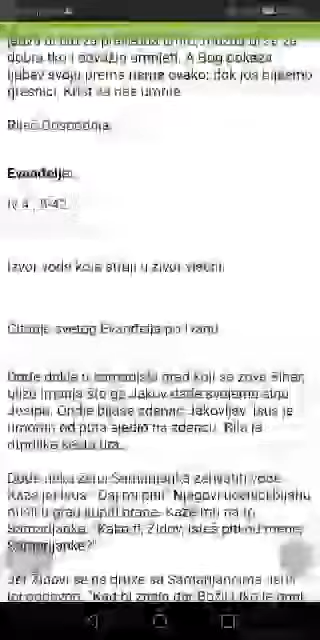 dobra tko i odvažio umrijeti. A Bog pokaza
ljubav svoju prema nama ovako: dok još bijasmo
grešnici, Krist za nas umrije.
Riječ Gospodnja.
Evanđelje:
Iv 4, 5-42
Izvor vode koja struji u život vječni.
Čitanje svetog Evanđelja po Ivanu
Dođe dakle u samarijski grad koji se zove Sihar,
blizu imanja što ga Jakov dade svojemu sinu
Josipu. Ondje bijaše zdenac Jakovljev. Isus je
umoran od puta sjedio na zdencu. Bila je
otprilike šesta ura.
Dođe neka žena Samarijanka zahvatiti vode.
Kaže joj Isus: "Daj mi piti!" Njegovi učenici bijahu
otišli u grad kupiti hrane. Kaže mu na to
Samarijanka: "Kako ti, Židov, išteš piti od mene,
Samarijanke?"
Jer Židovi se ne druže sa Samarijancima. Isus
joj odgovori: "Kad bi znala dar Božji i tko je onaj